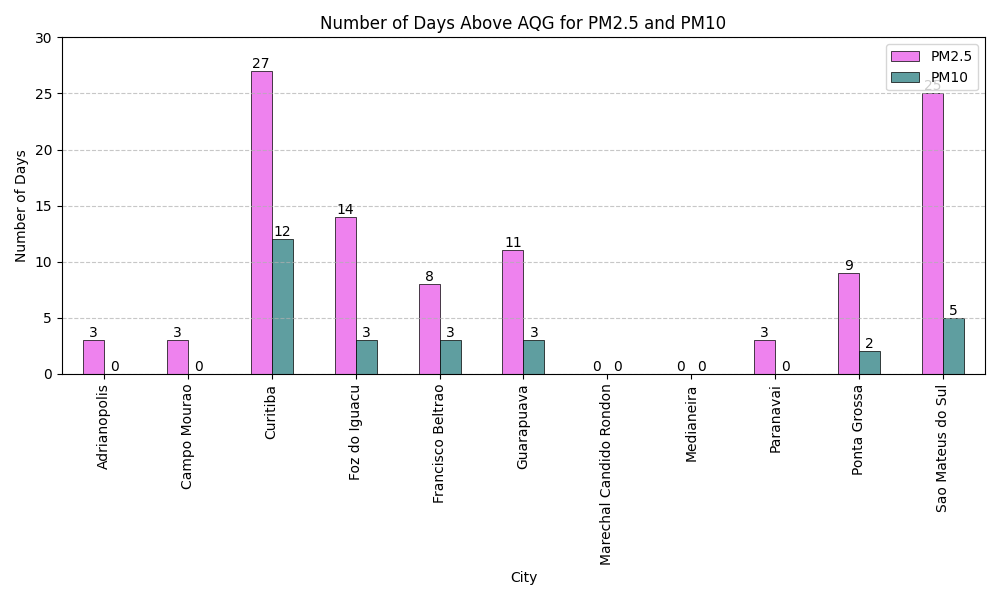 Number of Days Above AQG for PM2.5 and PM10
30
25
20
15
10
5
0
Number of Days
PM2.5
PM10
3
0
3
0
27
12
14
3
8
3
11
3
0
0
0
0
3
0
9
2
25
5
Adrianopolis
Campo Mourao
Curitiba
Foz do Iguacu
Francisco Beltrao
Guarapuava
Marechal Candido Rondon
Medianeira
Paranavai
Ponta Grossa
Sao Mateus do Sul
City